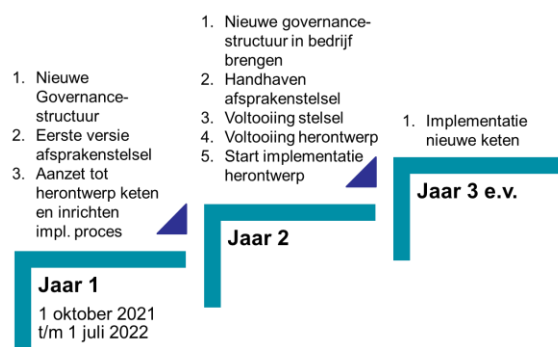 1. Nieuwe
Governance-
structuur
2. Eerste versie
afsprakenstelsel
3. Aanzet tot
herontwerp keten
en inrichten
impl. proces
Jaar 1
1 oktober 2021
t/m 1 juli 2022
1. Nieuwe governance-
structuur in bedrijf
brengen
2. Handhaven
afsprakenstelsel
3. Voltooiing stelsel
4. Voltooiing herontwerp
5. Start implementatie
herontwerp
Jaar 2
1. Implementatie
nieuwe keten
Jaar 3 e.v.